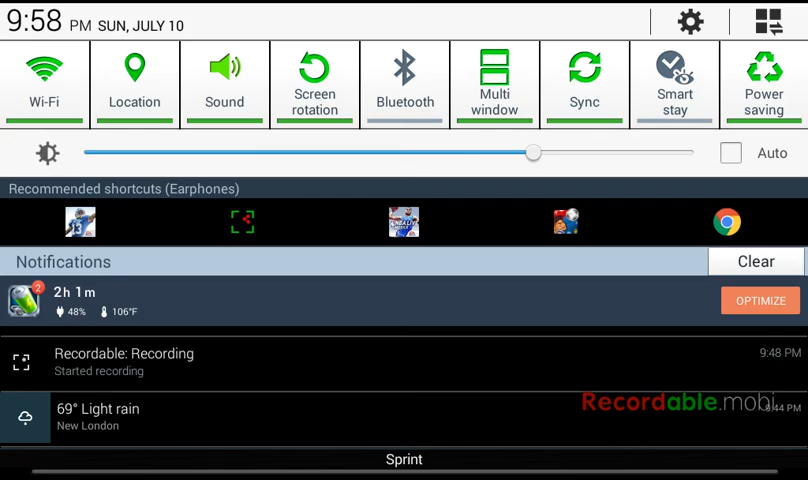 9:58 PM SUN, JULY 10
Wi-Fi
Location
Sound
Screen
rotation
Bluetooth
Multi
window
Sync
Smart
stay
Power
saving
Auto
Recommended shortcuts (Earphones)
Notifications
Clear
2
2h 1m
48% 106°F
OPTIMIZE
Recordable: Recording
9:48 PM
Started recording
69° Light rain
Recordable.mobi
New London
Sprint